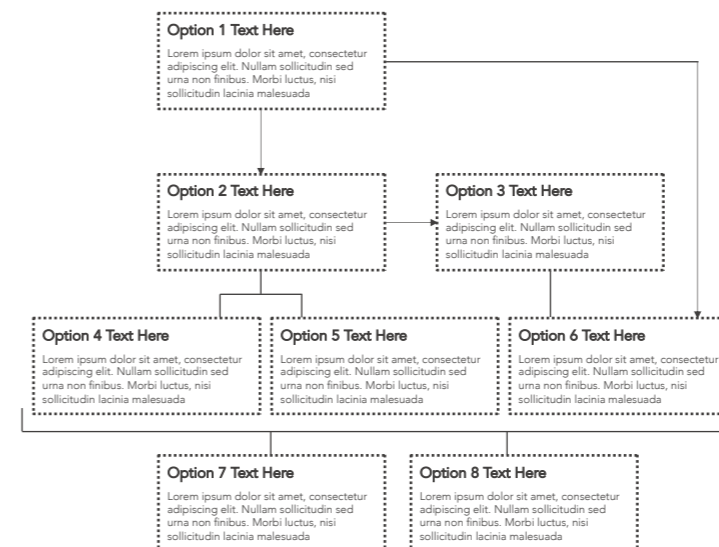 Option 1 Text Here
Lorem ipsum dolor sit amet, consectetur
adipiscing elit. Nullam sollicitudin sed
urna non finibus. Morbi luctus, nisi
sollicitudin lacinia malesuada
Option 2 Text Here
Lorem ipsum dolor sit amet, consectetur
adipiscing elit. Nullam sollicitudin sed
urna non finibus. Morbi luctus, nisi
sollicitudin lacinia malesuada
Option 3 Text Here
Lorem ipsum dolor sit amet, consectetur
adipiscing elit. Nullam sollicitudin sed
urna non finibus. Morbi luctus, nisi
sollicitudin lacinia malesuada
Option 4 Text Here
Lorem ipsum dolor sit amet, consectetur
adipiscing elit. Nullam sollicitudin sed
urna non finibus. Morbi luctus, nisi
sollicitudin lacinia malesuada
Option 5 Text Here
Lorem ipsum dolor sit amet, consectetur
adipiscing elit. Nullam sollicitudin sed
urna non finibus. Morbi luctus, nisi
sollicitudin lacinia malesuada
Option 6 Text Here
Lorem ipsum dolor sit amet, consectetur
adipiscing elit. Nullam sollicitudin sed
urna non finibus. Morbi luctus, nisi
sollicitudin lacinia malesuada
Option 7 Text Here
Lorem ipsum dolor sit amet, consectetur
adipiscing elit. Nullam sollicitudin sed
urna non finibus. Morbi luctus, nisi
sollicitudin lacinia malesuada
Option 8 Text Here
Lorem ipsum dolor sit amet, consectetur
adipiscing elit. Nullam sollicitudin sed
urna non finibus. Morbi luctus, nisi
sollicitudin lacinia malesuada